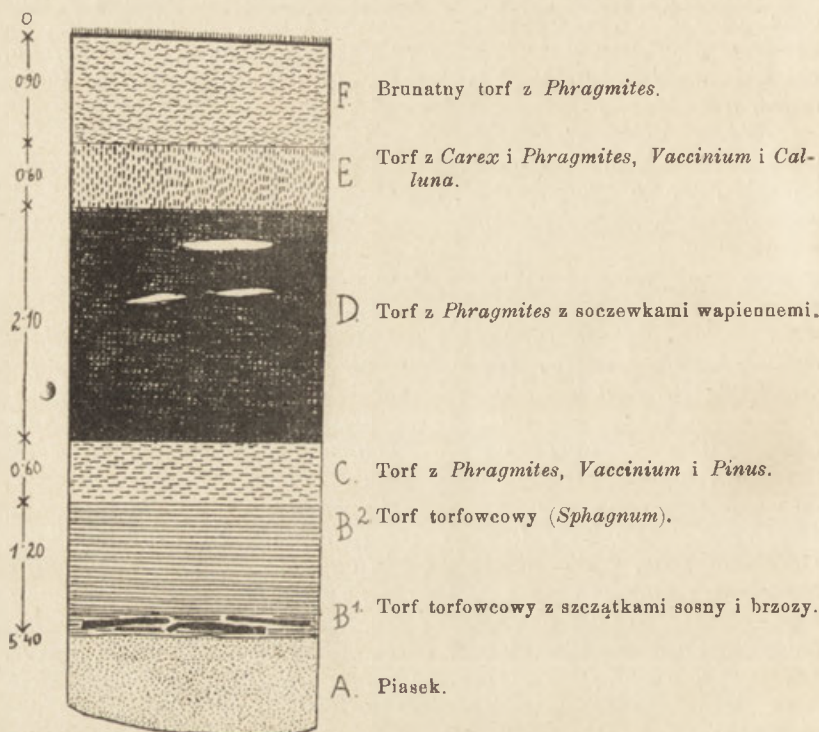 0
0·90
F Brunatny torf z Phragmites.
0·60
E Torf z Carex i Phragmites, Vaccinium i Cal-
luna.
2·10
D. Torf z Phragmites z soczewkami wapiennemi.
0·60
C. Torf z Phragmites, Vaccinium i Pinus.
B² Torf torfowcowy (Sphagnum).
1·20
B¹· Torf torfowcowy z szczątkami sosny i brzozy.
5·40
A. Piasek.